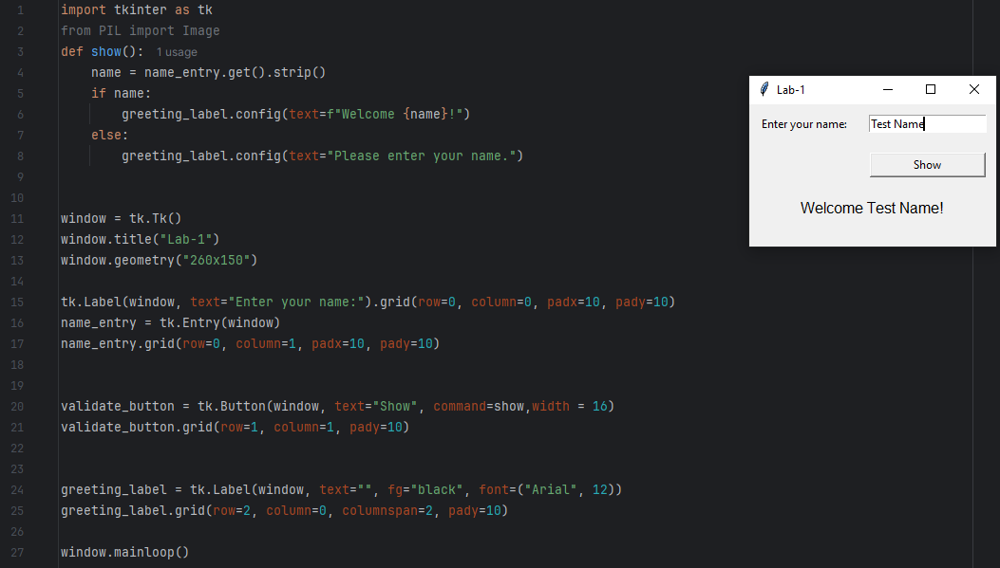 1 import tkinter as tk
2 from PIL import Image
3 def show(): 1 usage
4     name = name_entry.get().strip()
5     if name:
6         greeting_label.config(text=f"Welcome {name}!")
7     else:
8         greeting_label.config(text="Please enter your name.")
9
10
11 window = tk.Tk()
12 window.title("Lab-1")
13 window.geometry("260x150")
14
15 tk.Label(window, text="Enter your name:").grid(row=0, column=0, padx=10, pady=10)
16 name_entry = tk.Entry(window)
17 name_entry.grid(row=0, column=1, padx=10, pady=10)
18
19
20 validate_button = tk.Button(window, text="Show", command=show,width = 16)
21 validate_button.grid(row=1, column=1, pady=10)
22
23
24 greeting_label = tk.Label(window, text="", fg="black", font=("Arial", 12))
25 greeting_label.grid(row=2, column=0, columnspan=2, pady=10)
26
27 window.mainloop()
Lab-1
Enter your name: Test Name
Show
Welcome Test Name!